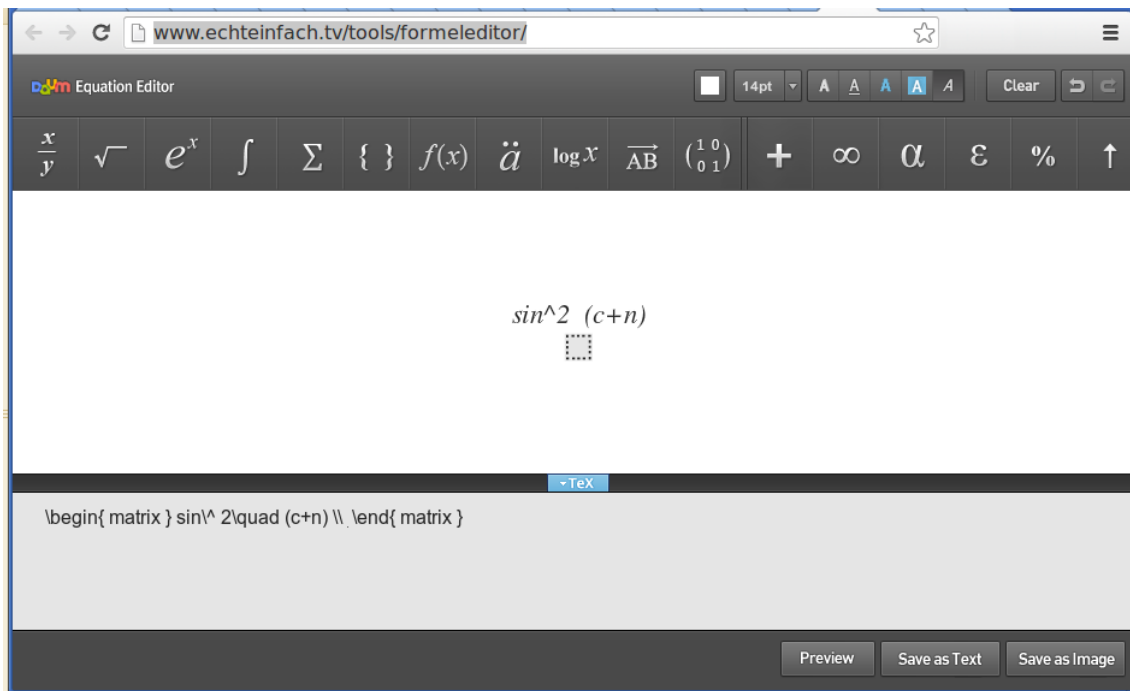 www.echteinfach.tv/tools/formeleditor/
Daum Equation Editor 14pt A A A A A Clear
x/y √ e^x ∫ Σ { } f(x) ä log x AB (1 0 0 1) + ∞ α ε % ↑
sin^2 (c+n)
TeX
\begin{ matrix } sin\^ 2\quad (c+n) \\ \end{ matrix }
Preview Save as Text Save as Image